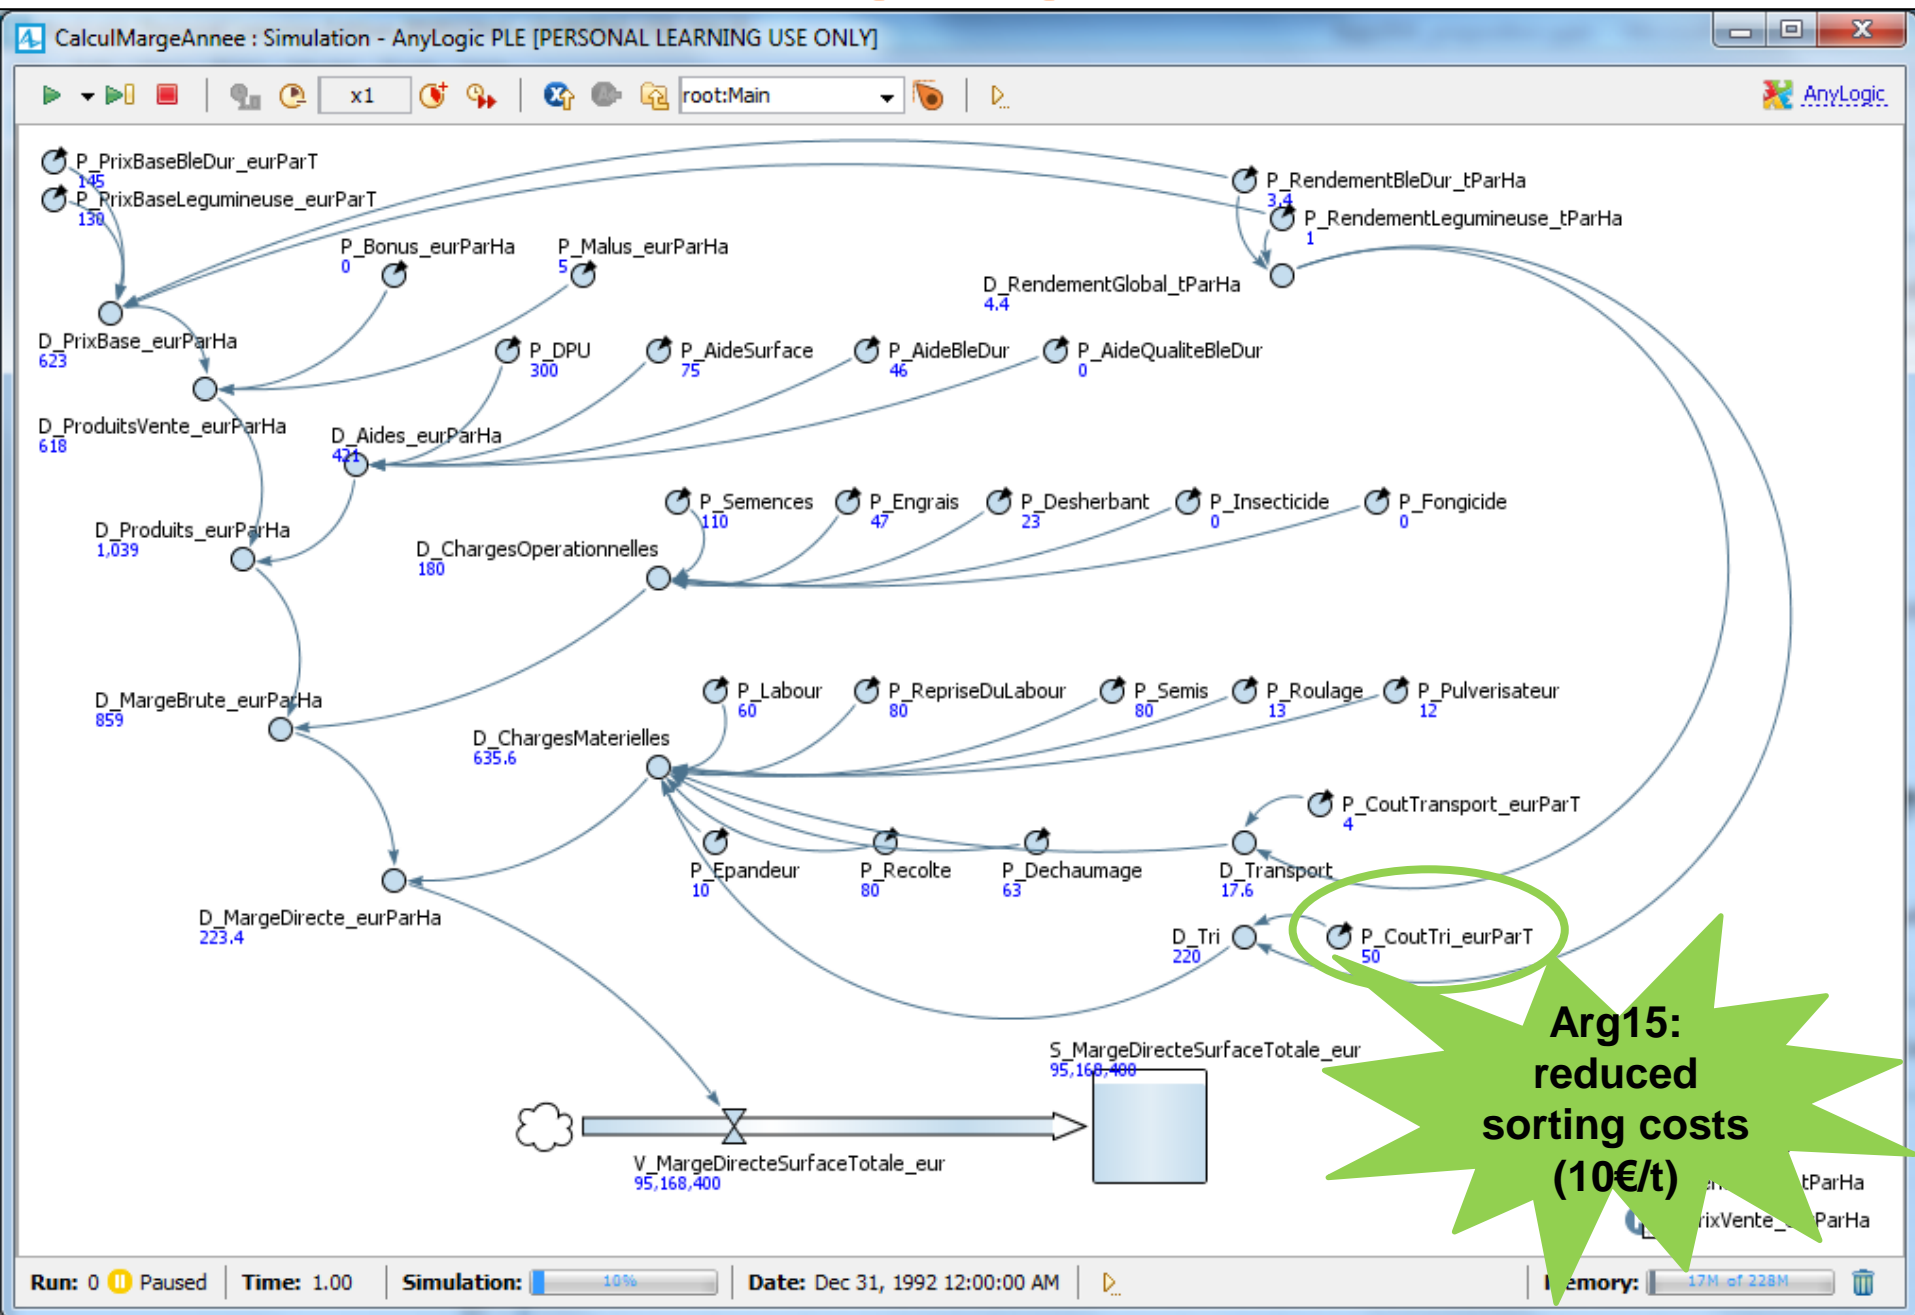 CalculMargeAnnee : Simulation - AnyLogic PLE [PERSONAL LEARNING USE ONLY]
x1
root:Main
AnyLogic
P_PrixBaseBleDur_eurParT
145
P_PrixBaseLegumineuse_eurParT
130
P_RendementBleDur_tParHa
3.4
P_RendementLegumineuse_tParHa
1
P_Bonus_eurParHa
0
P_Malus_eurParHa
5
D_RendementGlobal_tParHa
4.4
D_PrixBase_eurParHa
623
P_DPU
300
P_AideSurface
75
P_AideBleDur
46
P_AideQualiteBleDur
0
D_ProduitsVente_eurParHa
618
D_Aides_eurParHa
421
P_Semences
110
P_Engrais
47
P_Desherbant
23
P_Insecticide
0
P_Fongicide
0
D_Produits_eurParHa
1,039
D_ChargesOperationnelles
180
D_MargeBrute_eurParHa
859
P_Labour
60
P_RepriseDuLabour
80
P_Semis
80
P_Roulage
13
P_Pulverisateur
12
D_ChargesMaterielles
635.6
P_CoutTransport_eurParT
4
P_Epandeur
10
P_Recolte
80
P_Dechaumage
63
D_Transport
17.6
D_MargeDirecte_eurParHa
223.4
D_Tri
220
P_CoutTri_eurParT
50
Arg15:
reduced
sorting costs
(10€/t)
S_MargeDirecteSurfaceTotale_eur
95,168,400
V_MargeDirecteSurfaceTotale_eur
95,168,400
tParHa
ParHa
Run: 0 Paused Time: 1.00 Simulation: 10% Date: Dec 31, 1992 12:00:00 AM Memory: 17M of 228M